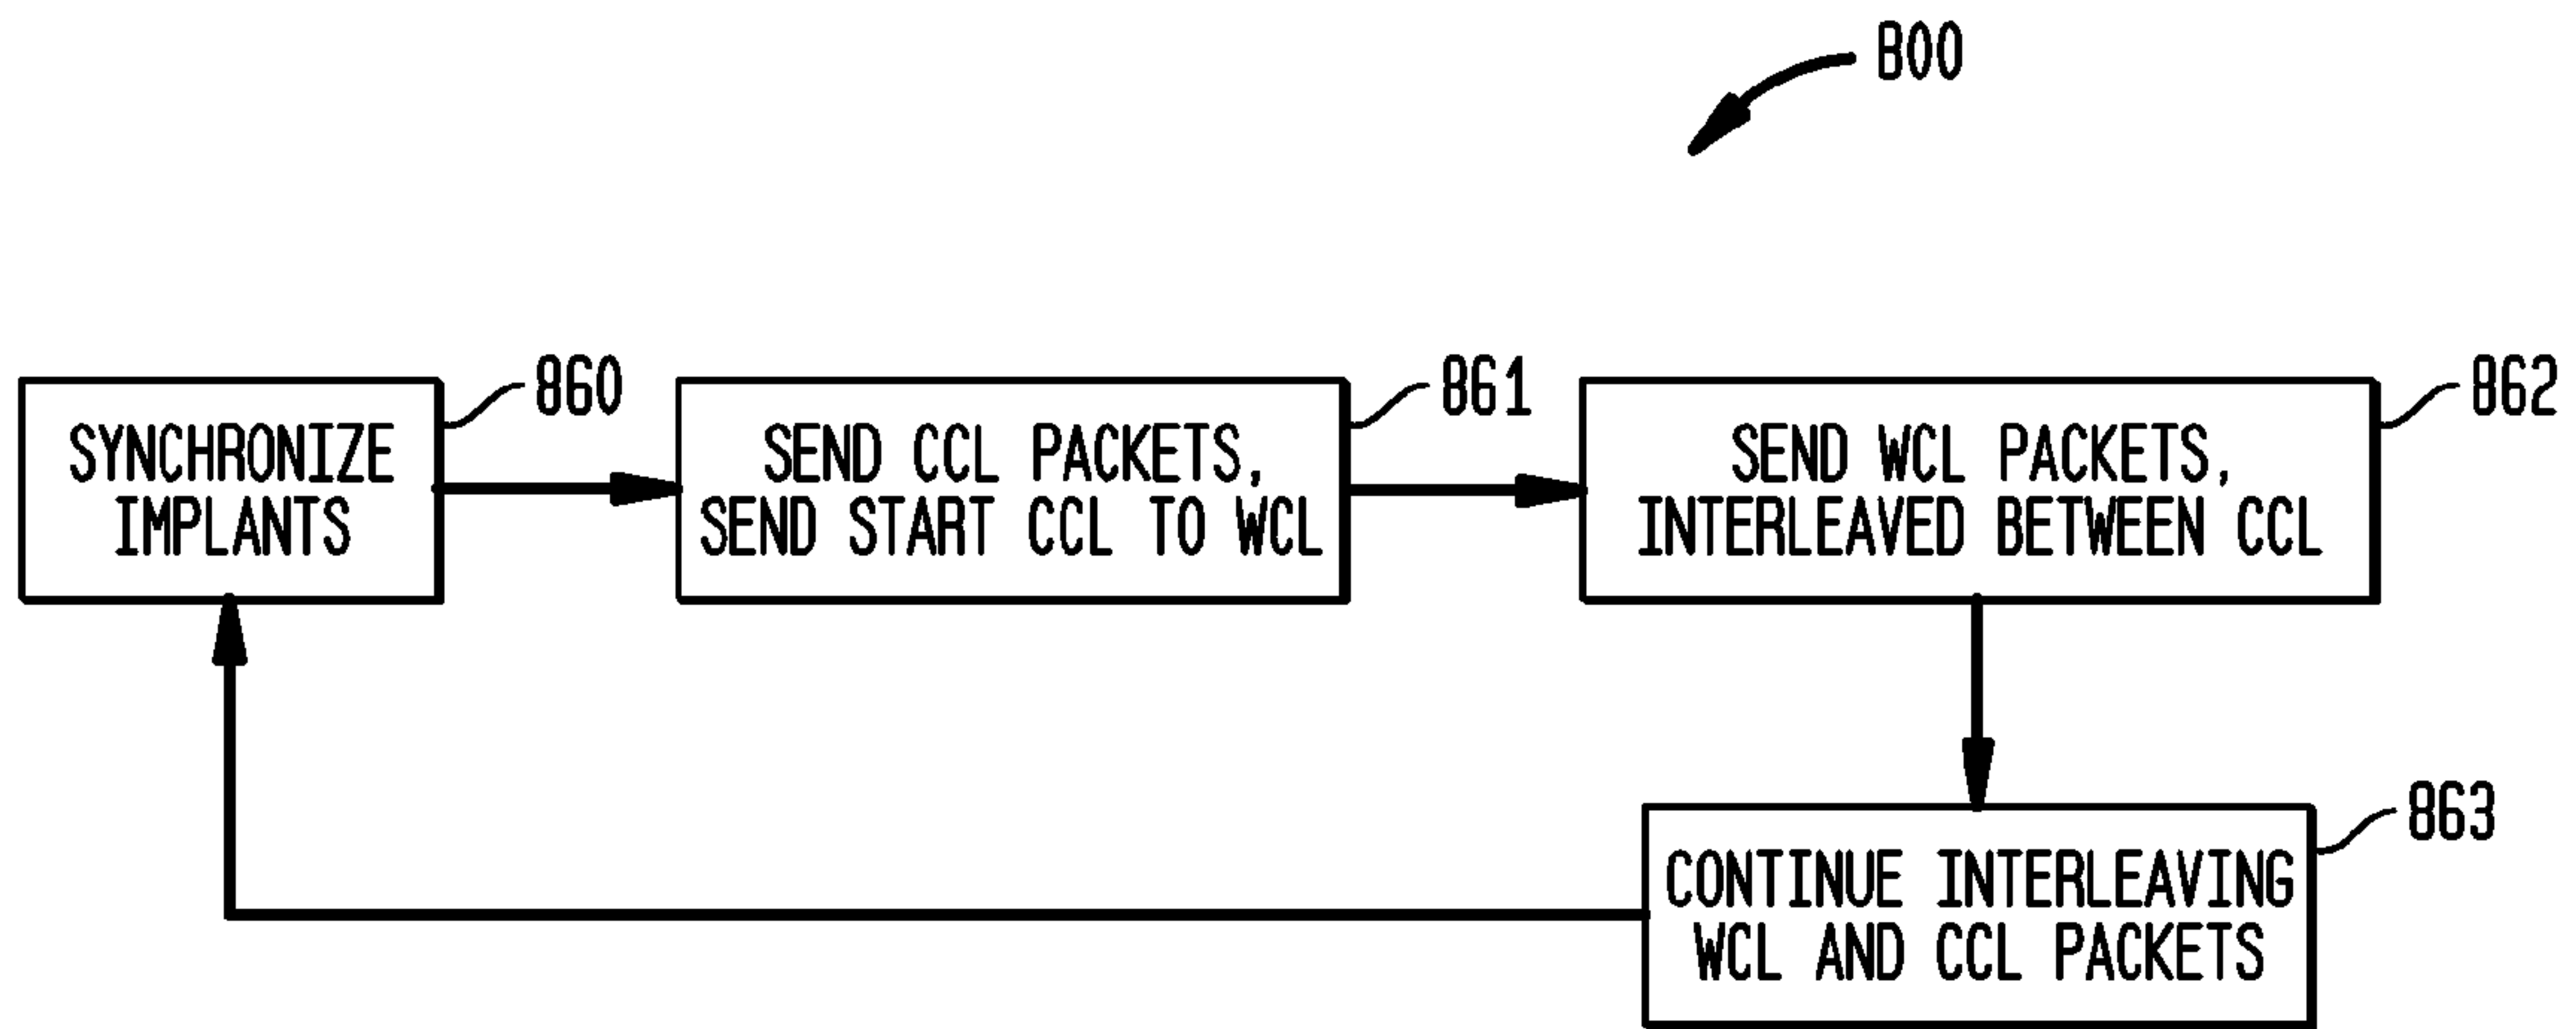 B00
860
SYNCHRONIZE
IMPLANTS
861
SEND CCL PACKETS,
SEND START CCL TO WCL
862
SEND WCL PACKETS,
INTERLEAVED BETWEEN CCL
863
CONTINUE INTERLEAVING
WCL AND CCL PACKETS